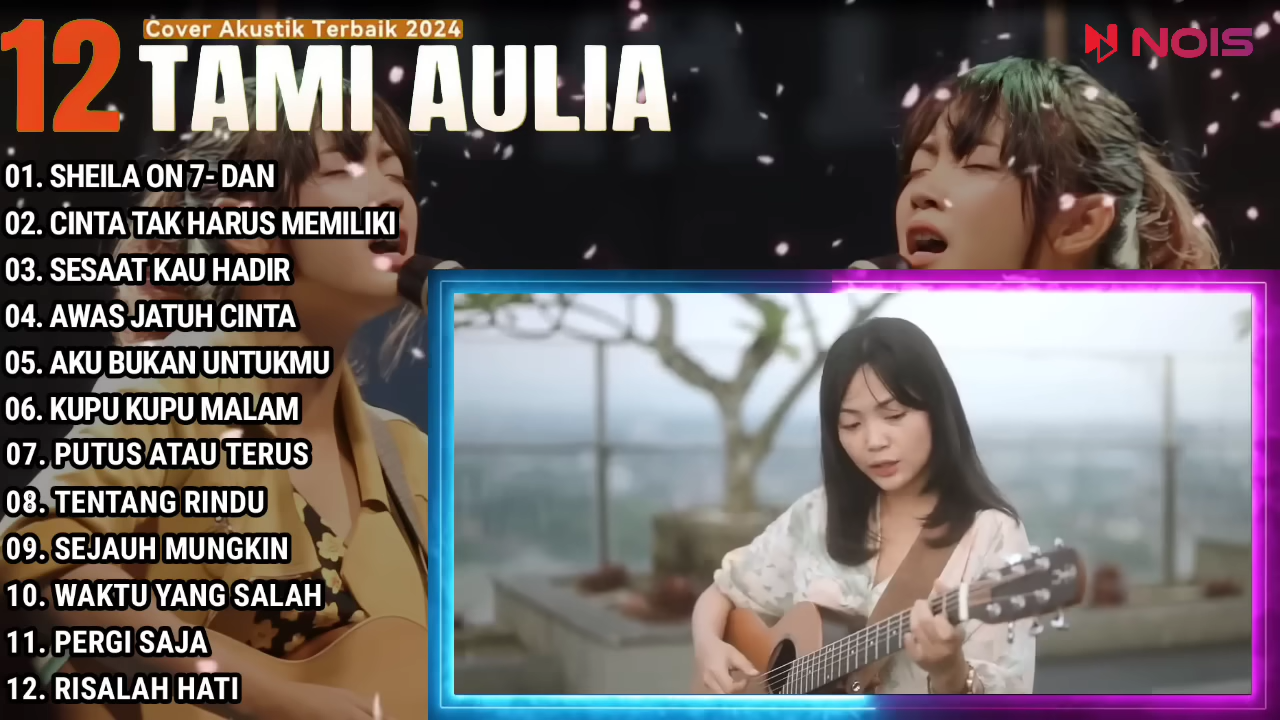 12
Cover Akustik Terbaik 2024
TAMI AULIA
NOIS
01. SHEILA ON 7- DAN
02. CINTA TAK HARUS MEMILIKI
03. SESAAT KAU HADIR
04. AWAS JATUH CINTA
05. AKU BUKAN UNTUKMU
06. KUPU KUPU MALAM
07. PUTUS ATAU TERUS
08. TENTANG RINDU
09. SEJAUH MUNGKIN
10. WAKTU YANG SALAH
11. PERGI SAJA
12. RISALAH HATI